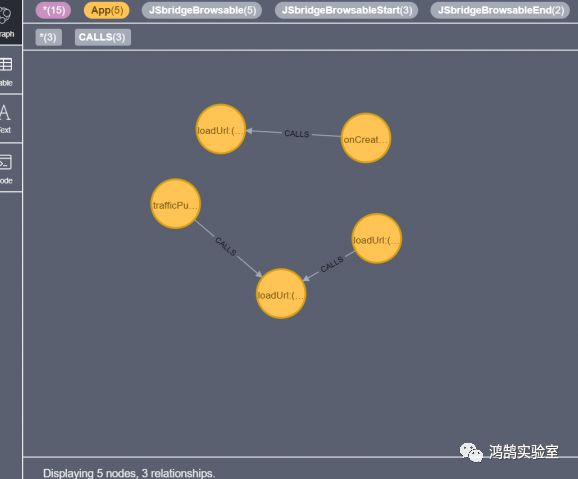 *(15) App(5) JSbridgeBrowsable(5) JSbridgeBrowsableStart(3) JSbridgeBrowsableEnd(2)
*(3) CALLS(3)
raph
able
Text
ode
loadUrl:(...
CALLS
onCreat...
trafficPu...
CALLS
loadUrl:(...
CALLS
loadUrl:(...
鸿鹄实验室
Displaying 5 nodes, 3 relationships.